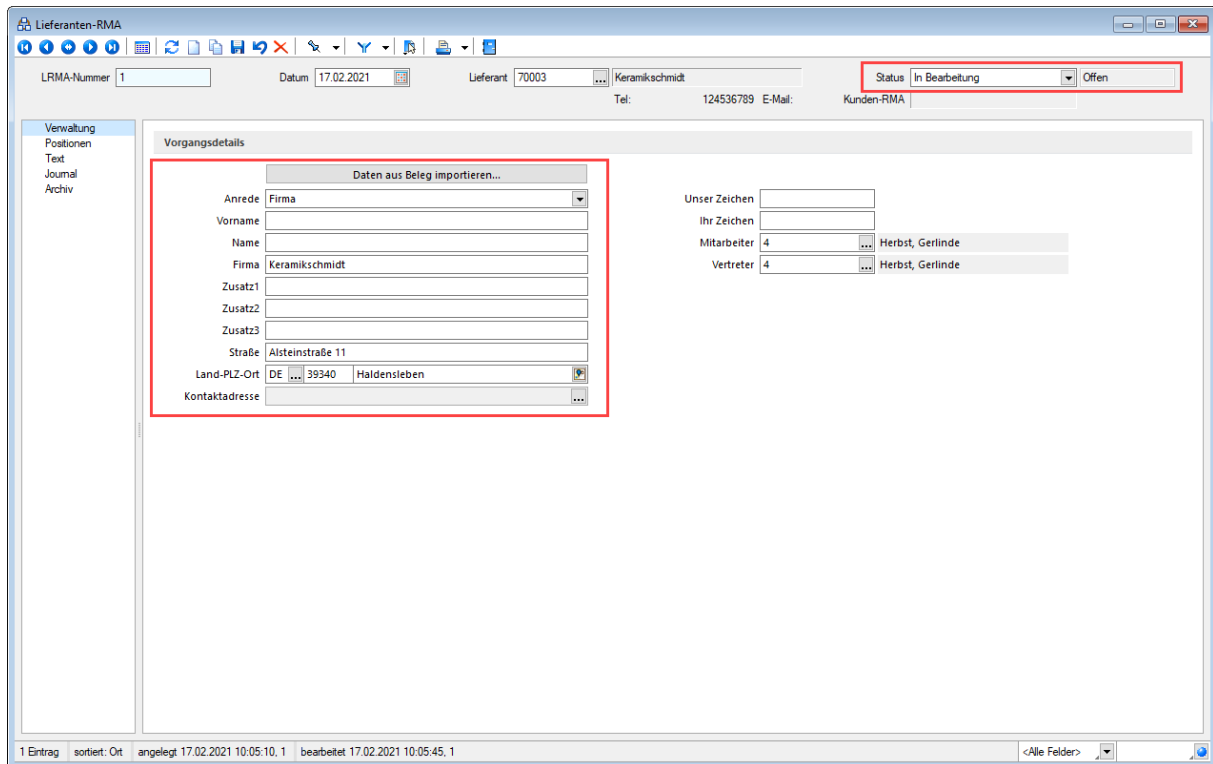 Lieferanten-RMA
LRMA-Nummer 1 Datum 17.02.2021 Lieferant 70003 ... Keramikschmidt Status In Bearbeitung Offen
Tel: 124536789 E-Mail: Kunden-RMA
Verwaltung
Positionen
Text
Journal
Archiv
Vorgangsdetails
Daten aus Beleg importieren...
Anrede Firma Unser Zeichen
Vorname Ihr Zeichen
Name Mitarbeiter 4 ... Herbst, Gerlinde
Firma Keramikschmidt Vertreter 4 ... Herbst, Gerlinde
Zusatz1
Zusatz2
Zusatz3
Straße Alsteinstraße 11
Land-PLZ-Ort DE ... 39340 Haldensleben
Kontaktadresse ...
1 Eintrag sortiert: Ort angelegt 17.02.2021 10:05:10, 1 bearbeitet 17.02.2021 10:05:45, 1 <Alle Felder>